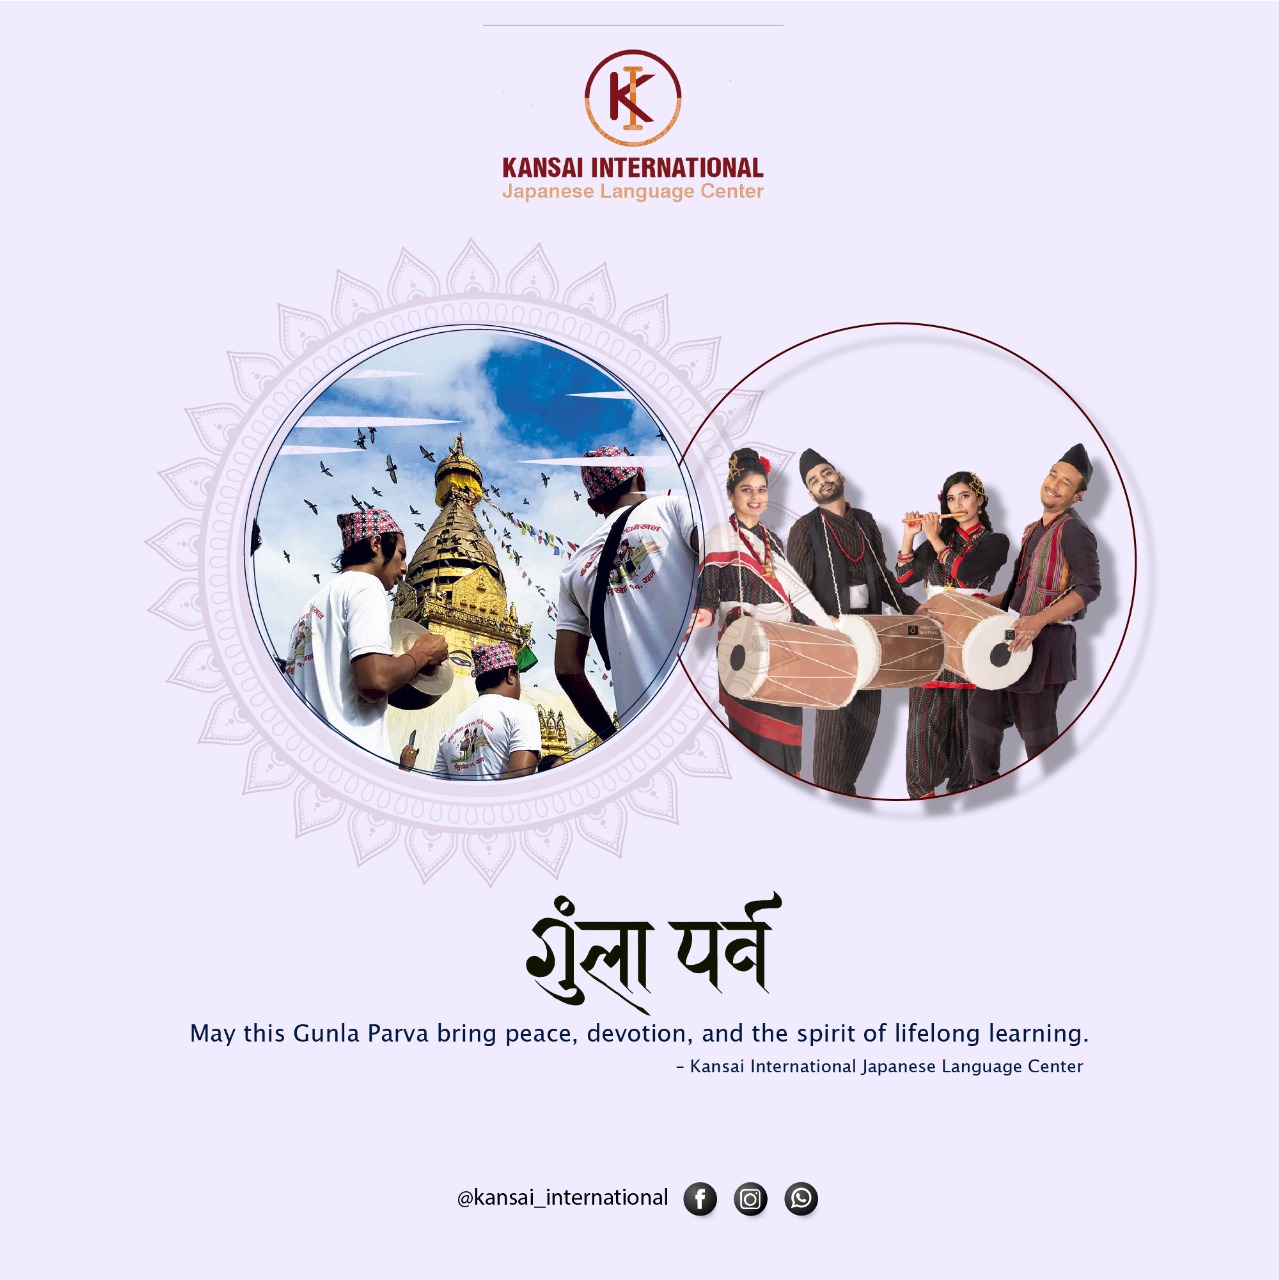 KI
KANSAI INTERNATIONAL
Japanese Language Center
गुंला पर्व
May this Gunla Parva bring peace, devotion, and the spirit of lifelong learning.
– Kansai International Japanese Language Center
@kansai_international